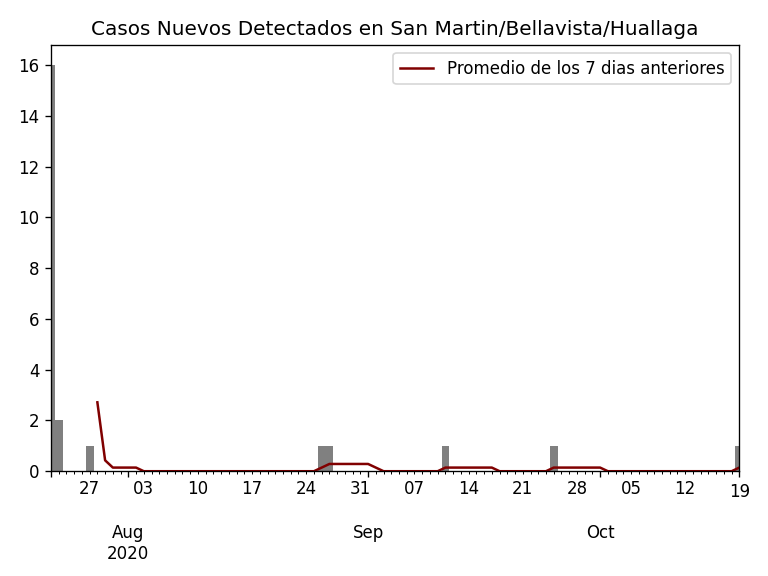 Casos Nuevos Detectados en San Martin/Bellavista/Huallaga
Promedio de los 7 dias anteriores
16
14
12
10
8
6
4
2
0
27 03 10 17 24 31 07 14 21 28 05 12 19
Aug Sep Oct
2020